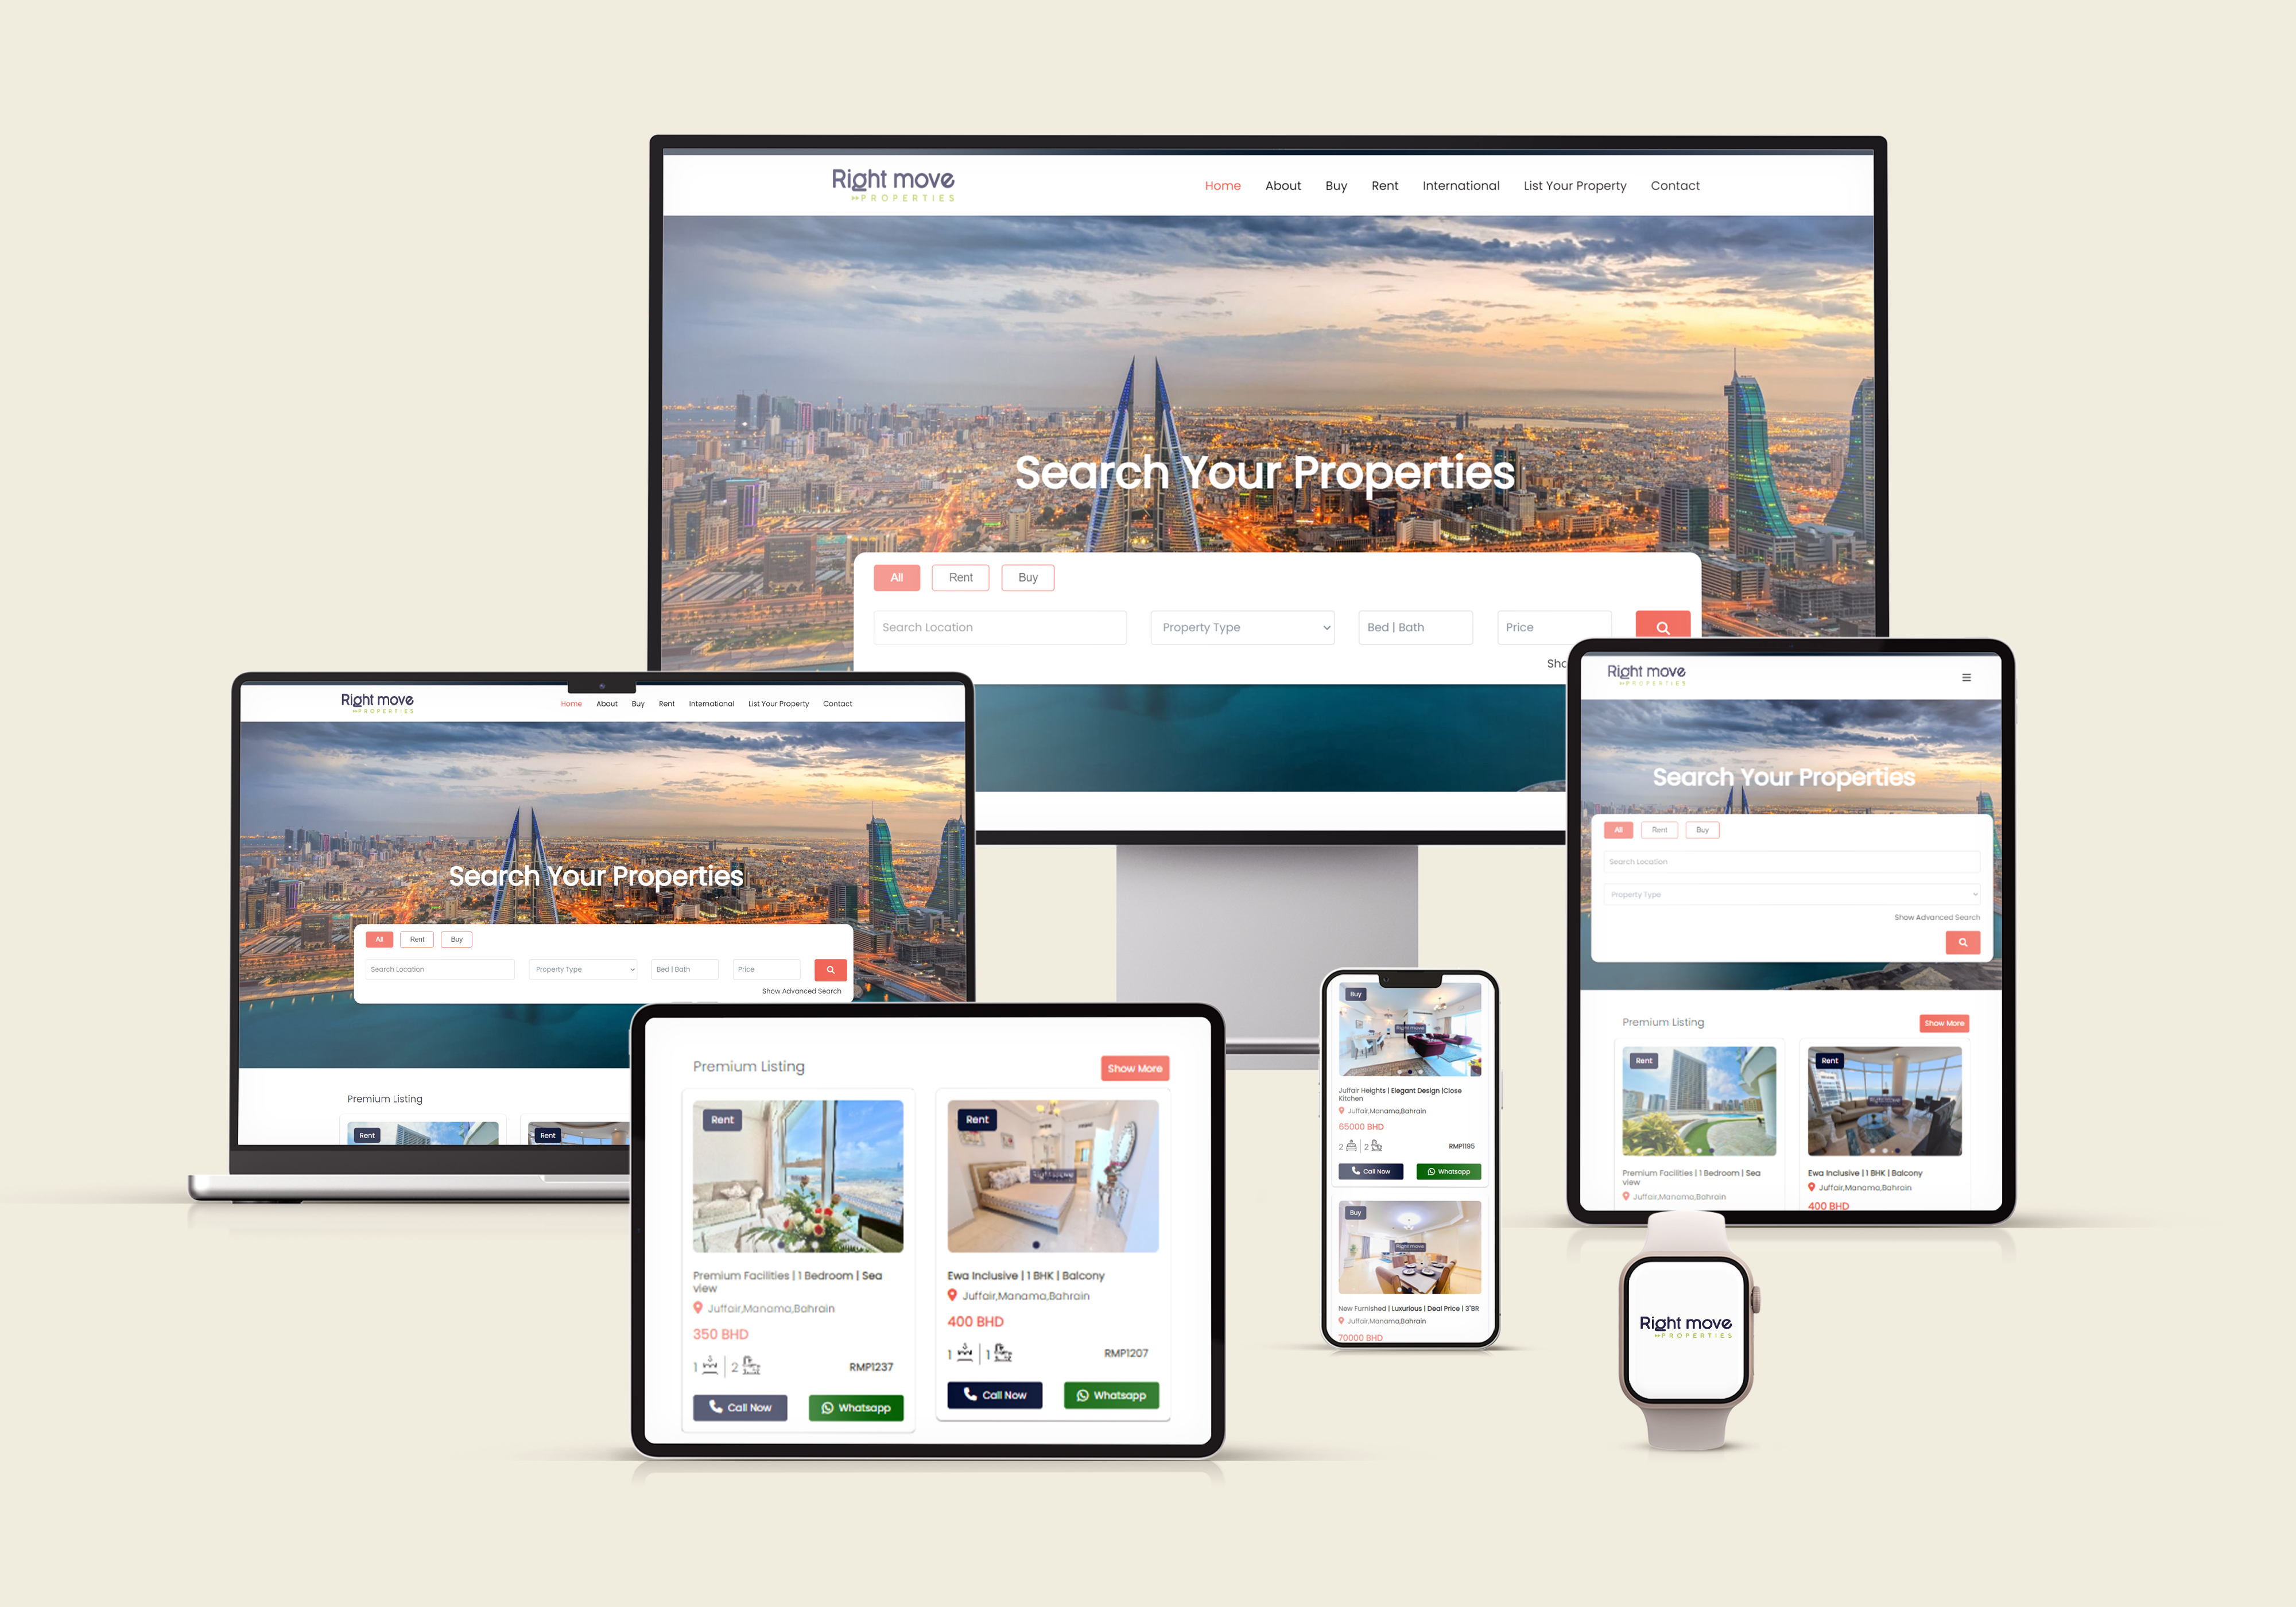 Right move
PROPERTIES
Home About Buy Rent International List Your Property Contact
Search Your Properties
All Rent Buy
Search Location Property Type Bed | Bath Price
Sho
Right move
PROPERTIES
Home About Buy Rent International List Your Property Contact
Search Your Properties
All Rent Buy
Search Location Property Type Bed | Bath Price
Show Advanced Search
Premium Listing
Rent Rent
Premium Listing Show More
Rent Rent
Right move
Premium Facilities | 1 Bedroom | Sea
view
Juffair,Manama,Bahrain
350 BHD
1 2 RMP1237
Call Now Whatsapp
Ewa Inclusive | 1 BHK | Balcony
Juffair,Manama,Bahrain
400 BHD
1 1 RMP1207
Call Now Whatsapp
Buy
Right move
Juffair Heights | Elegant Design |Close
Kitchen
Juffair,Manama,Bahrain
65000 BHD
2 2 RMP1195
Call Now Whatsapp
Buy
Right move
New Furnished | Luxurious | Deal Price | 3"BR
Juffair,Manama,Bahrain
70000 BHD
Right move
PROPERTIES
Search Your Properties
All Rent Buy
Search Location
Property Type
Show Advanced Search
Premium Listing Show More
Rent Rent
Right move
Premium Facilities | 1 Bedroom | Sea
view
Juffair,Manama,Bahrain
Ewa Inclusive | 1 BHK | Balcony
Juffair,Manama,Bahrain
400 BHD
Right move
PROPERTIES